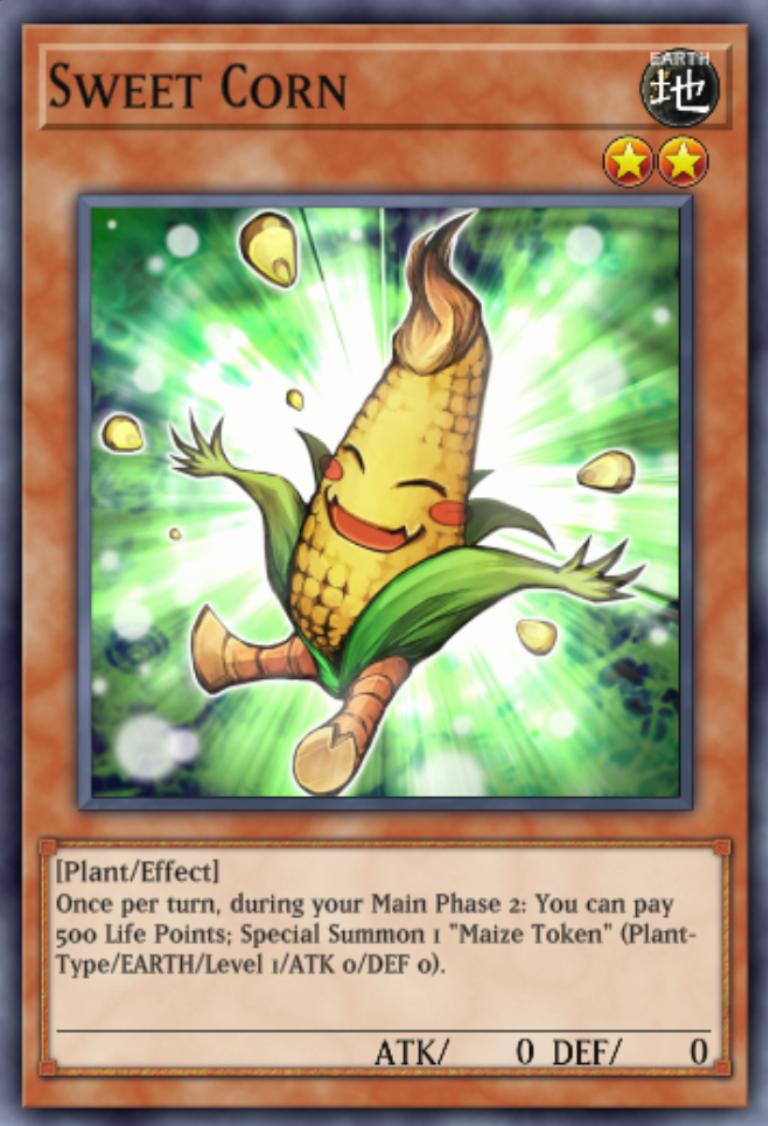 Sweet Corn
EARTH
地
[Plant/Effect]
Once per turn, during your Main Phase 2: You can pay
500 Life Points; Special Summon 1 "Maize Token" (Plant-
Type/EARTH/Level 1/ATK 0/DEF 0).
ATK/ 0 DEF/ 0